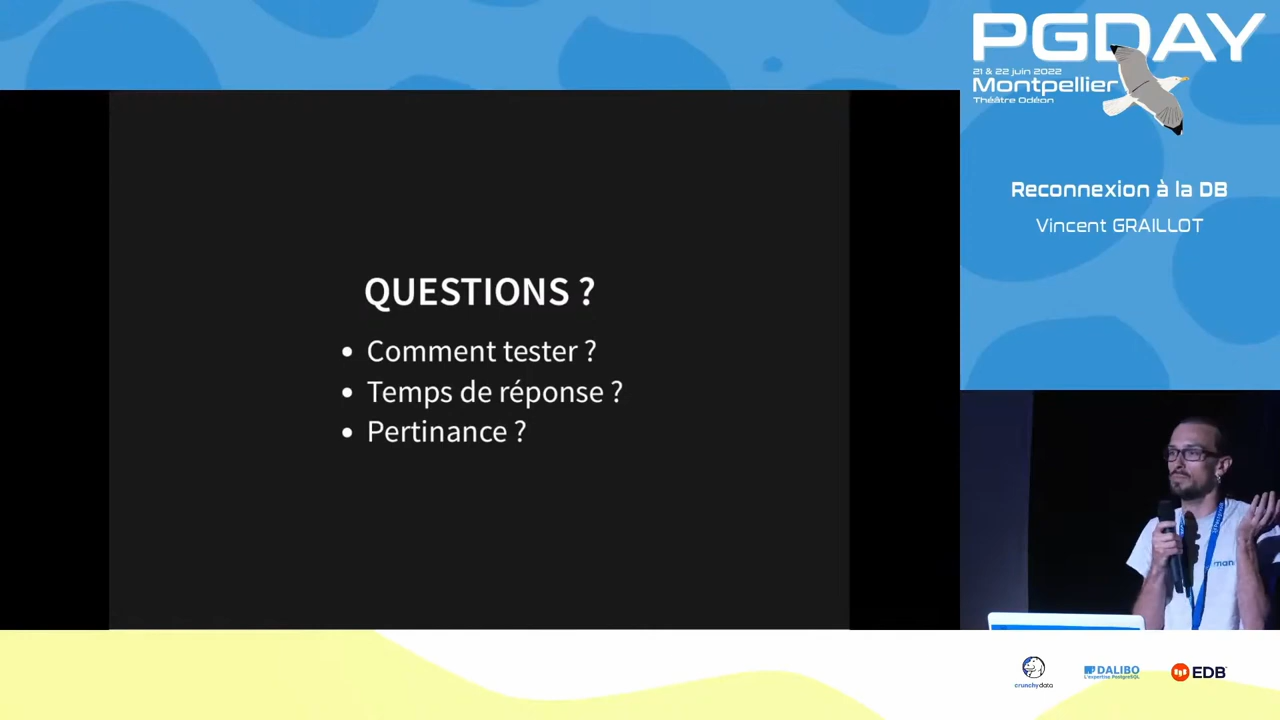 PGDAY
21 & 22 juin 2022
Montpellier
Théâtre Odéon
Reconnexion à la DB
Vincent GRAILLOT
QUESTIONS ?
• Comment tester ?
• Temps de réponse ?
• Pertinance ?
crunchydata
DALIBO
L'expertise PostgreSQL
EDB